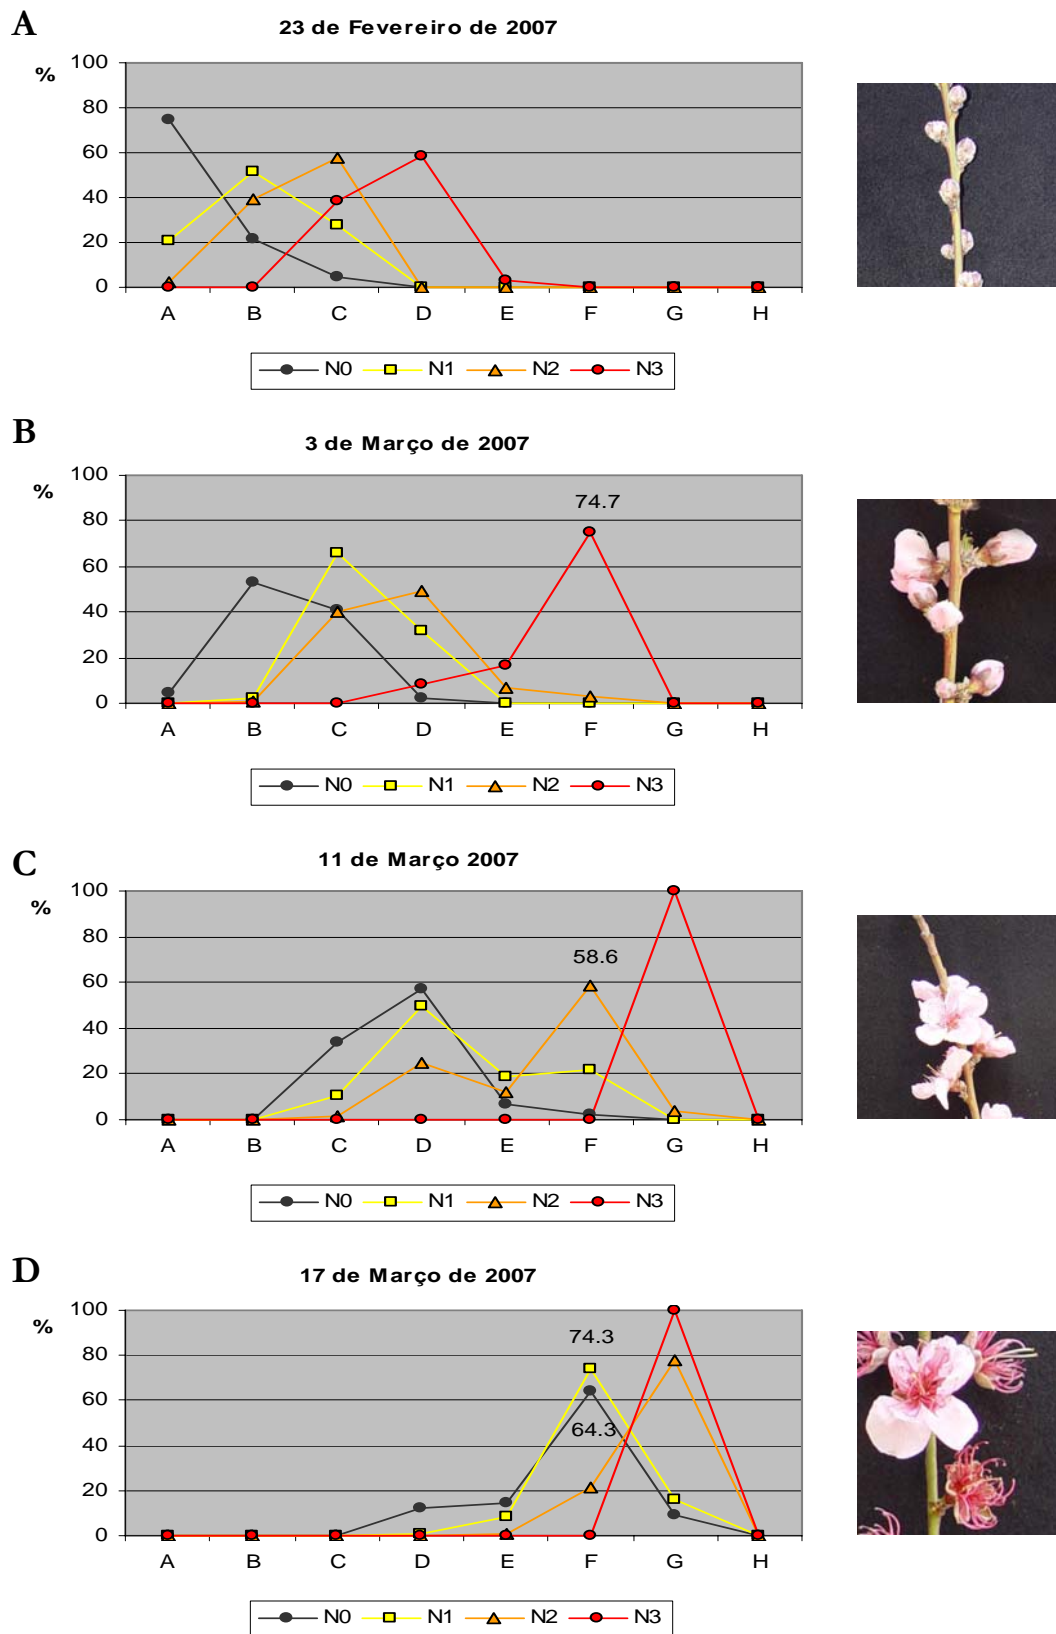 A
23 de Fevereiro de 2007
%
100
80
60
40
20
0
A B C D E F G H
N0 N1 N2 N3
B
3 de Março de 2007
%
100
80
60
40
20
0
74.7
A B C D E F G H
N0 N1 N2 N3
C
11 de Março 2007
%
100
80
60
40
20
0
58.6
A B C D E F G H
N0 N1 N2 N3
D
17 de Março de 2007
%
100
80
60
40
20
0
74.3
64.3
A B C D E F G H
N0 N1 N2 N3